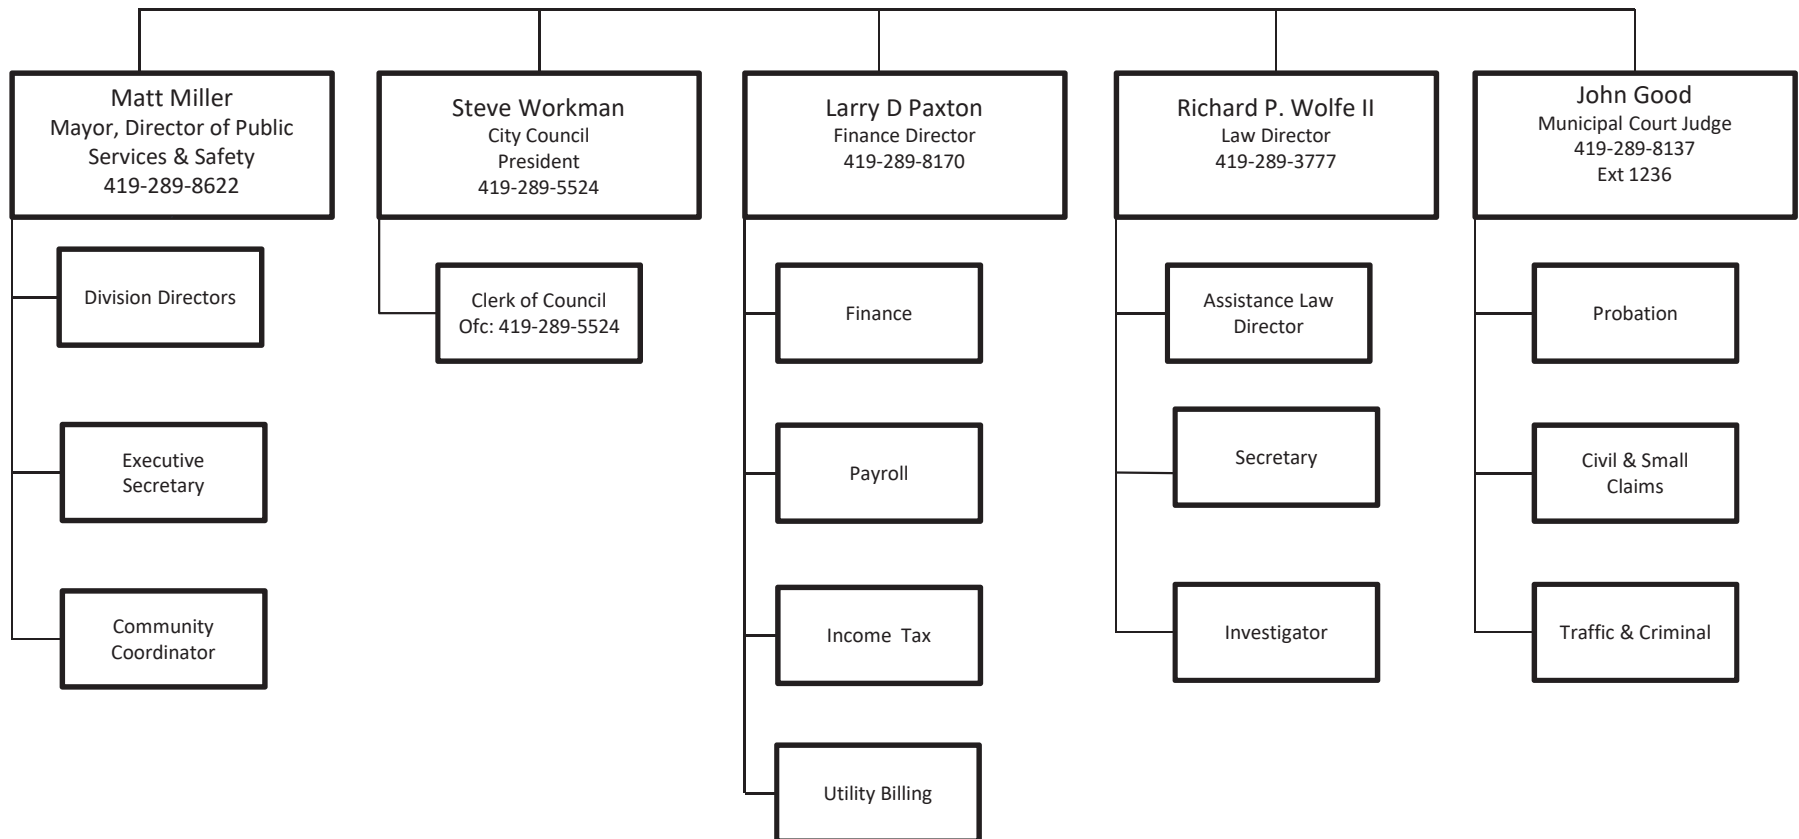 Matt Miller
Mayor, Director of Public
Services & Safety
419-289-8622
Steve Workman
City Council
President
419-289-5524
Larry D Paxton
Finance Director
419-289-8170
Richard P. Wolfe II
Law Director
419-289-3777
John Good
Municipal Court Judge
419-289-8137
Ext 1236
Division Directors
Executive
Secretary
Community
Coordinator
Clerk of Council
Ofc: 419-289-5524
Finance
Payroll
Income Tax
Utility Billing
Assistance Law
Director
Secretary
Investigator
Probation
Civil & Small
Claims
Traffic & Criminal